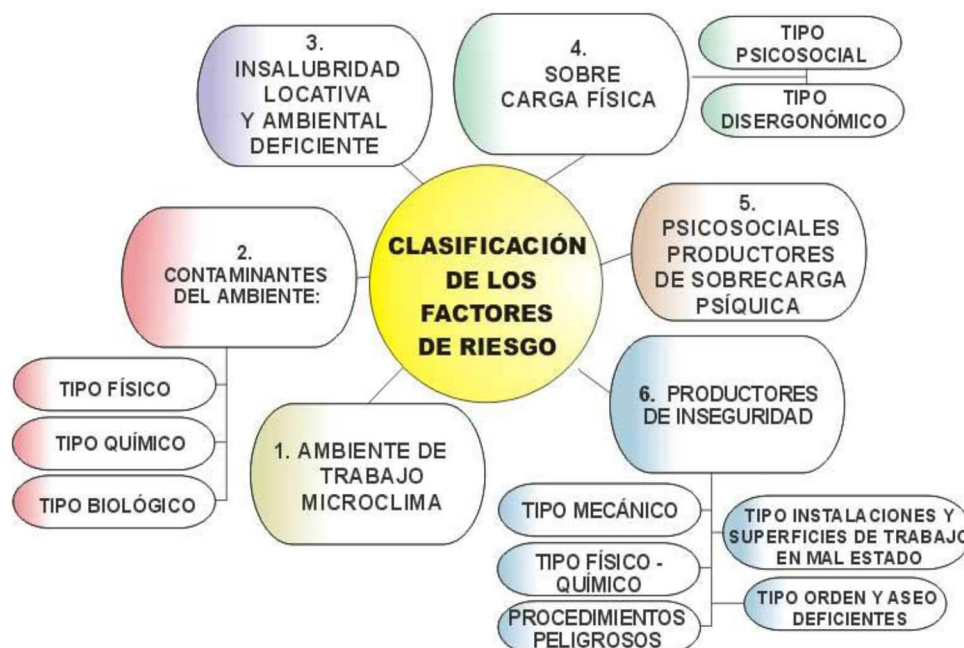 CLASIFICACIÓN
DE LOS
FACTORES
DE RIESGO
1. AMBIENTE DE
TRABAJO
MICROCLIMA
2.
CONTAMINANTES
DEL AMBIENTE:
TIPO FÍSICO
TIPO QUÍMICO
TIPO BIOLÓGICO
3.
INSALUBRIDAD
LOCATIVA
Y AMBIENTAL
DEFICIENTE
4.
SOBRE
CARGA FÍSICA
TIPO
PSICOSOCIAL
TIPO
DISERGONÓMICO
5.
PSICOSOCIALES
PRODUCTORES
DE SOBRECARGA
PSÍQUICA
6. PRODUCTORES
DE INSEGURIDAD
TIPO MECÁNICO
TIPO FÍSICO -
QUÍMICO
PROCEDIMIENTOS
PELIGROSOS
TIPO INSTALACIONES Y
SUPERFICIES DE TRABAJO
EN MAL ESTADO
TIPO ORDEN Y ASEO
DEFICIENTES